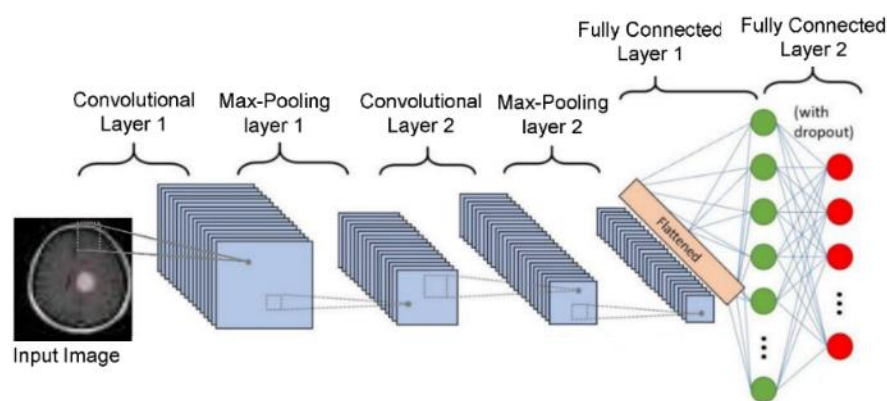 Fully Connected
Layer 1
Fully Connected
Layer 2
Convolutional
Layer 1
Max-Pooling
layer 1
Convolutional
Layer 2
Max-Pooling
layer 2
(with
dropout)
Flattened
Input Image